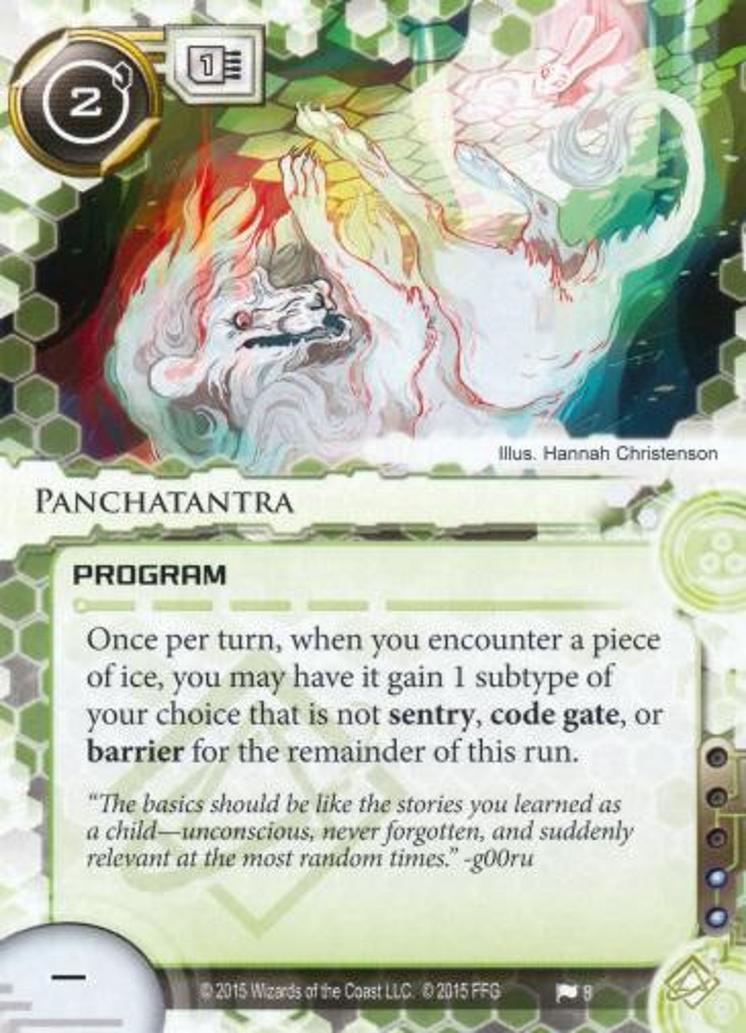 2
1
Illus. Hannah Christenson
PANCHATANTRA
PROGRAM
Once per turn, when you encounter a piece
of ice, you may have it gain 1 subtype of
your choice that is not sentry, code gate, or
barrier for the remainder of this run.
“The basics should be like the stories you learned as
a child—unconscious, never forgotten, and suddenly
relevant at the most random times.” -g00ru
–
© 2015 Wizards of the Coast LLC. © 2015 FFG 8